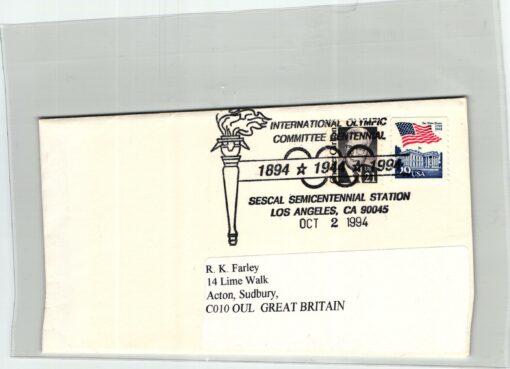 INTERNATIONAL OLYMPIC
COMMITTEE CENTENNIAL
1894 ☆ 1944 ☆ 1994
SESCAL SEMICENTENNIAL STATION
LOS ANGELES, CA 90045
OCT 2 1994
USA
R. K. Farley
14 Lime Walk
Acton, Sudbury,
C010 OUL GREAT BRITAIN